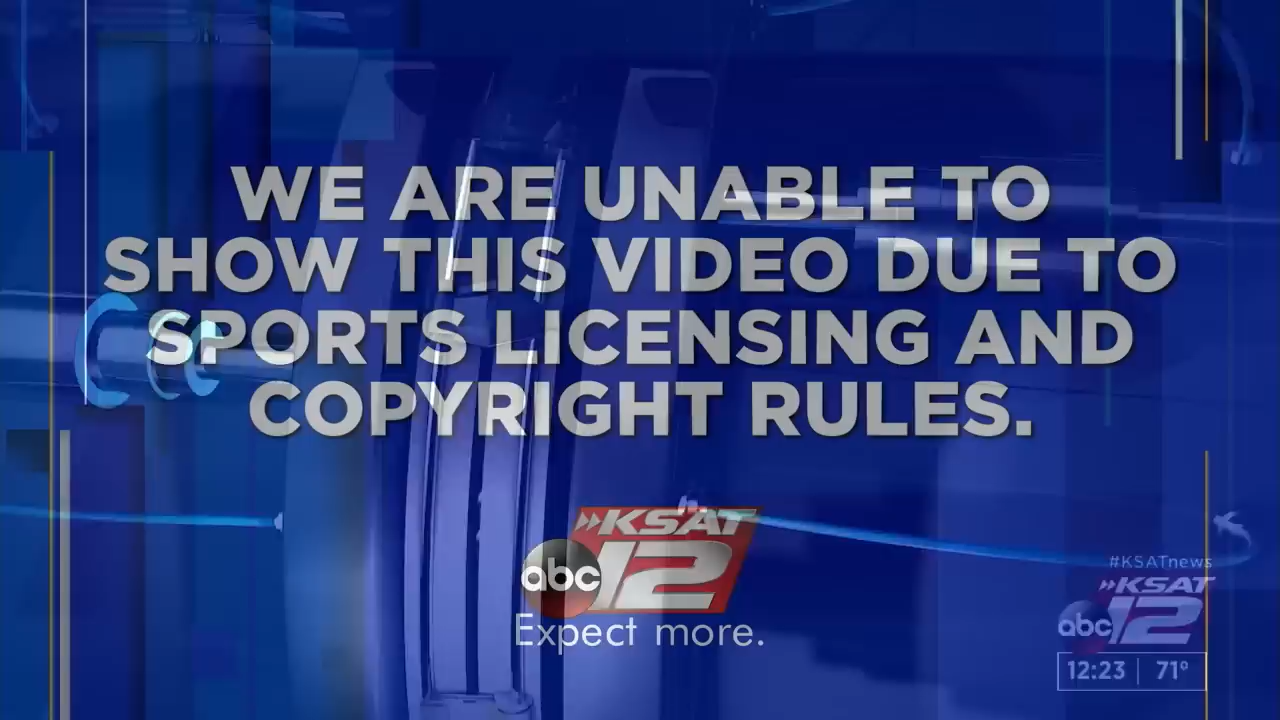 WE ARE UNABLE TO
SHOW THIS VIDEO DUE TO
SPORTS LICENSING AND
COPYRIGHT RULES.
KSAT
abc 12
Expect more.
#KSATnews
KSAT
abc 12
12:23 71°